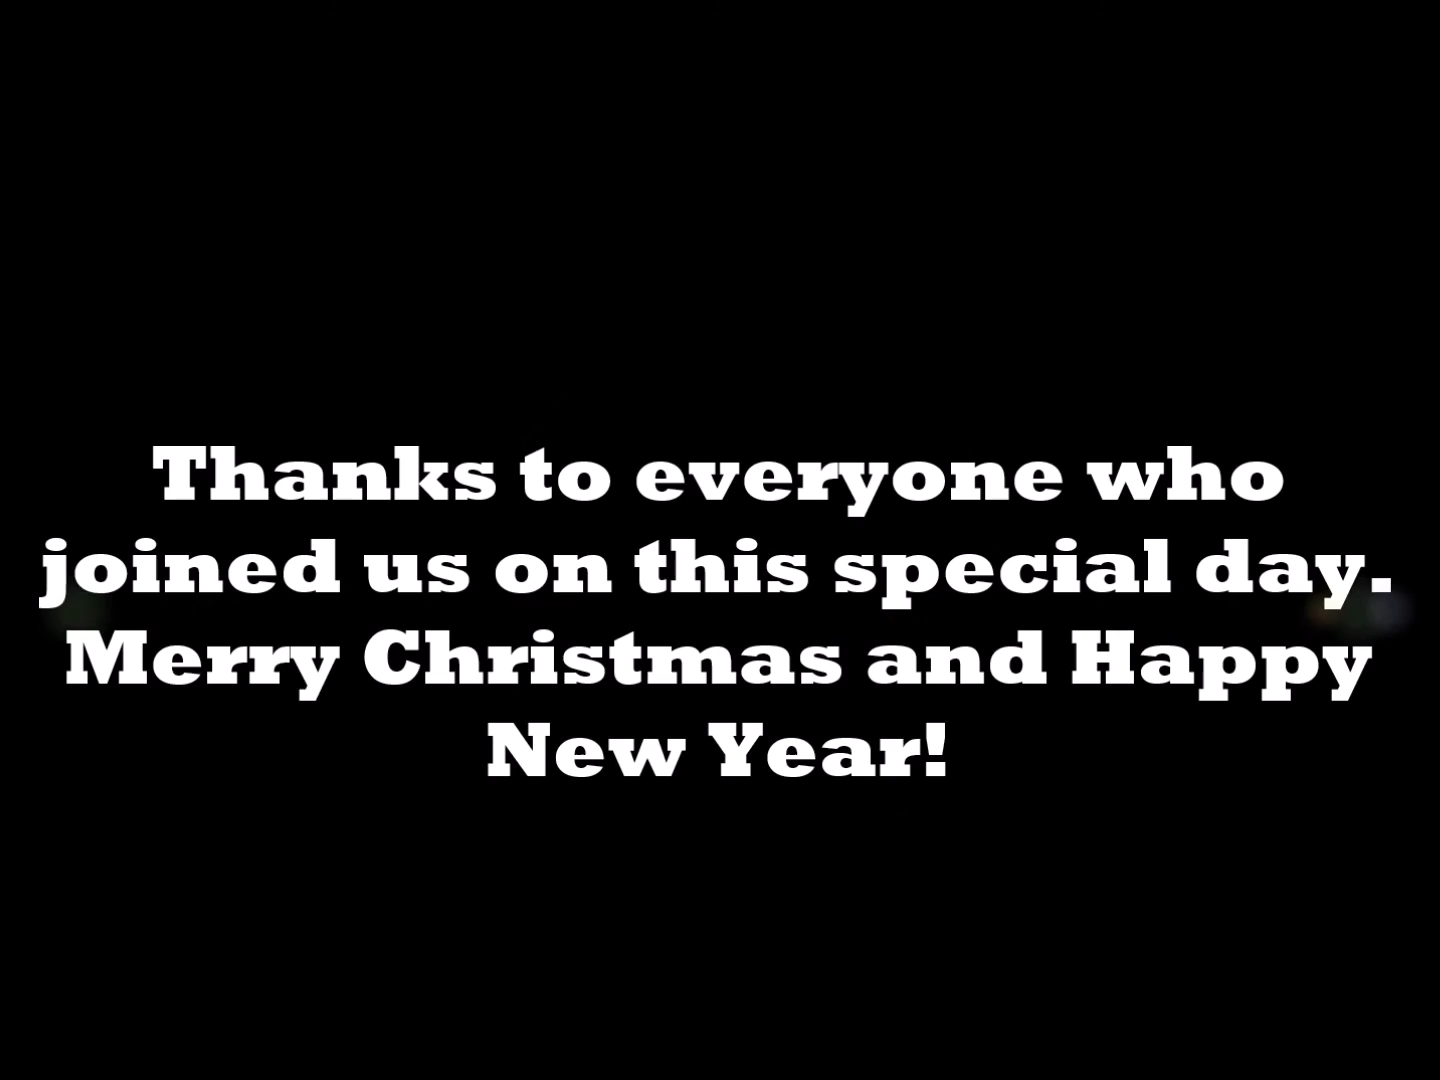 Thanks to everyone who
joined us on this special day.
Merry Christmas and Happy
New Year!